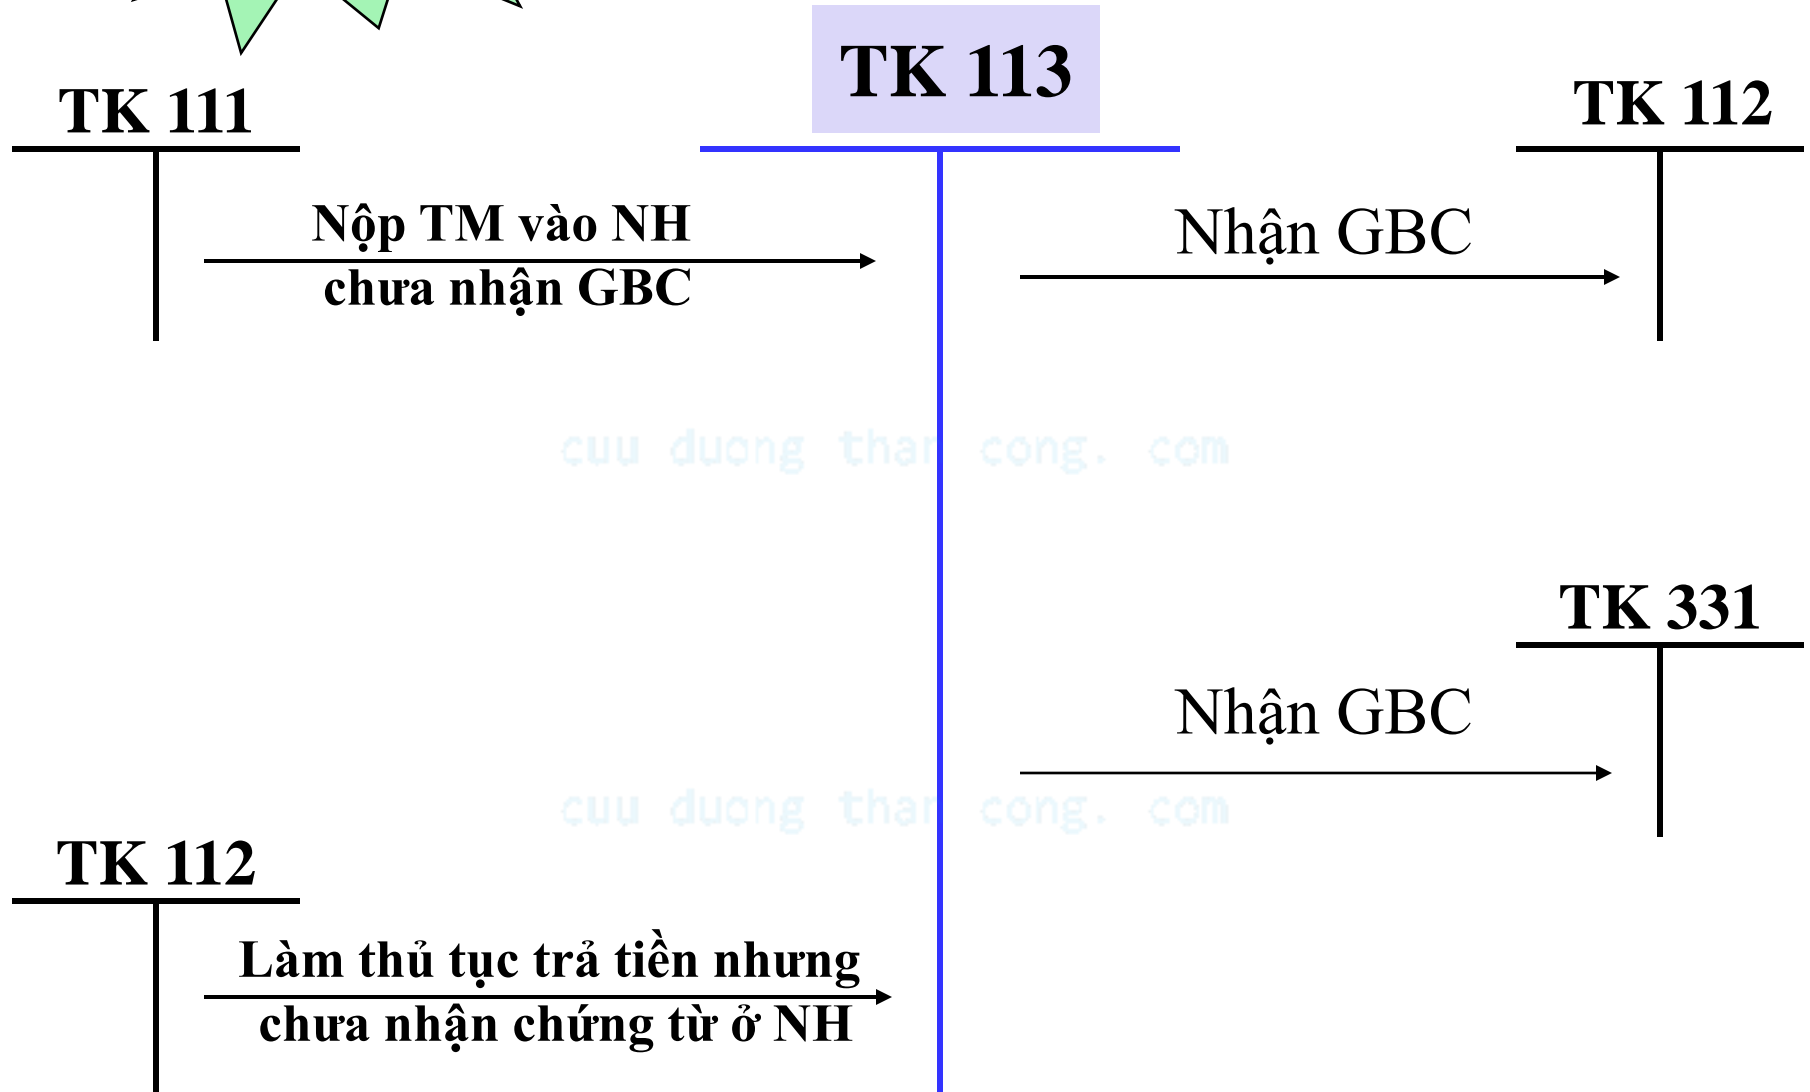 TK 113
TK 111
TK 112
Nộp TM vào NH
chưa nhận GBC
Nhận GBC
cuu duong than cong. com
TK 331
Nhận GBC
cuu duong than cong. com
TK 112
Làm thủ tục trả tiền nhưng
chưa nhận chứng từ ở NH